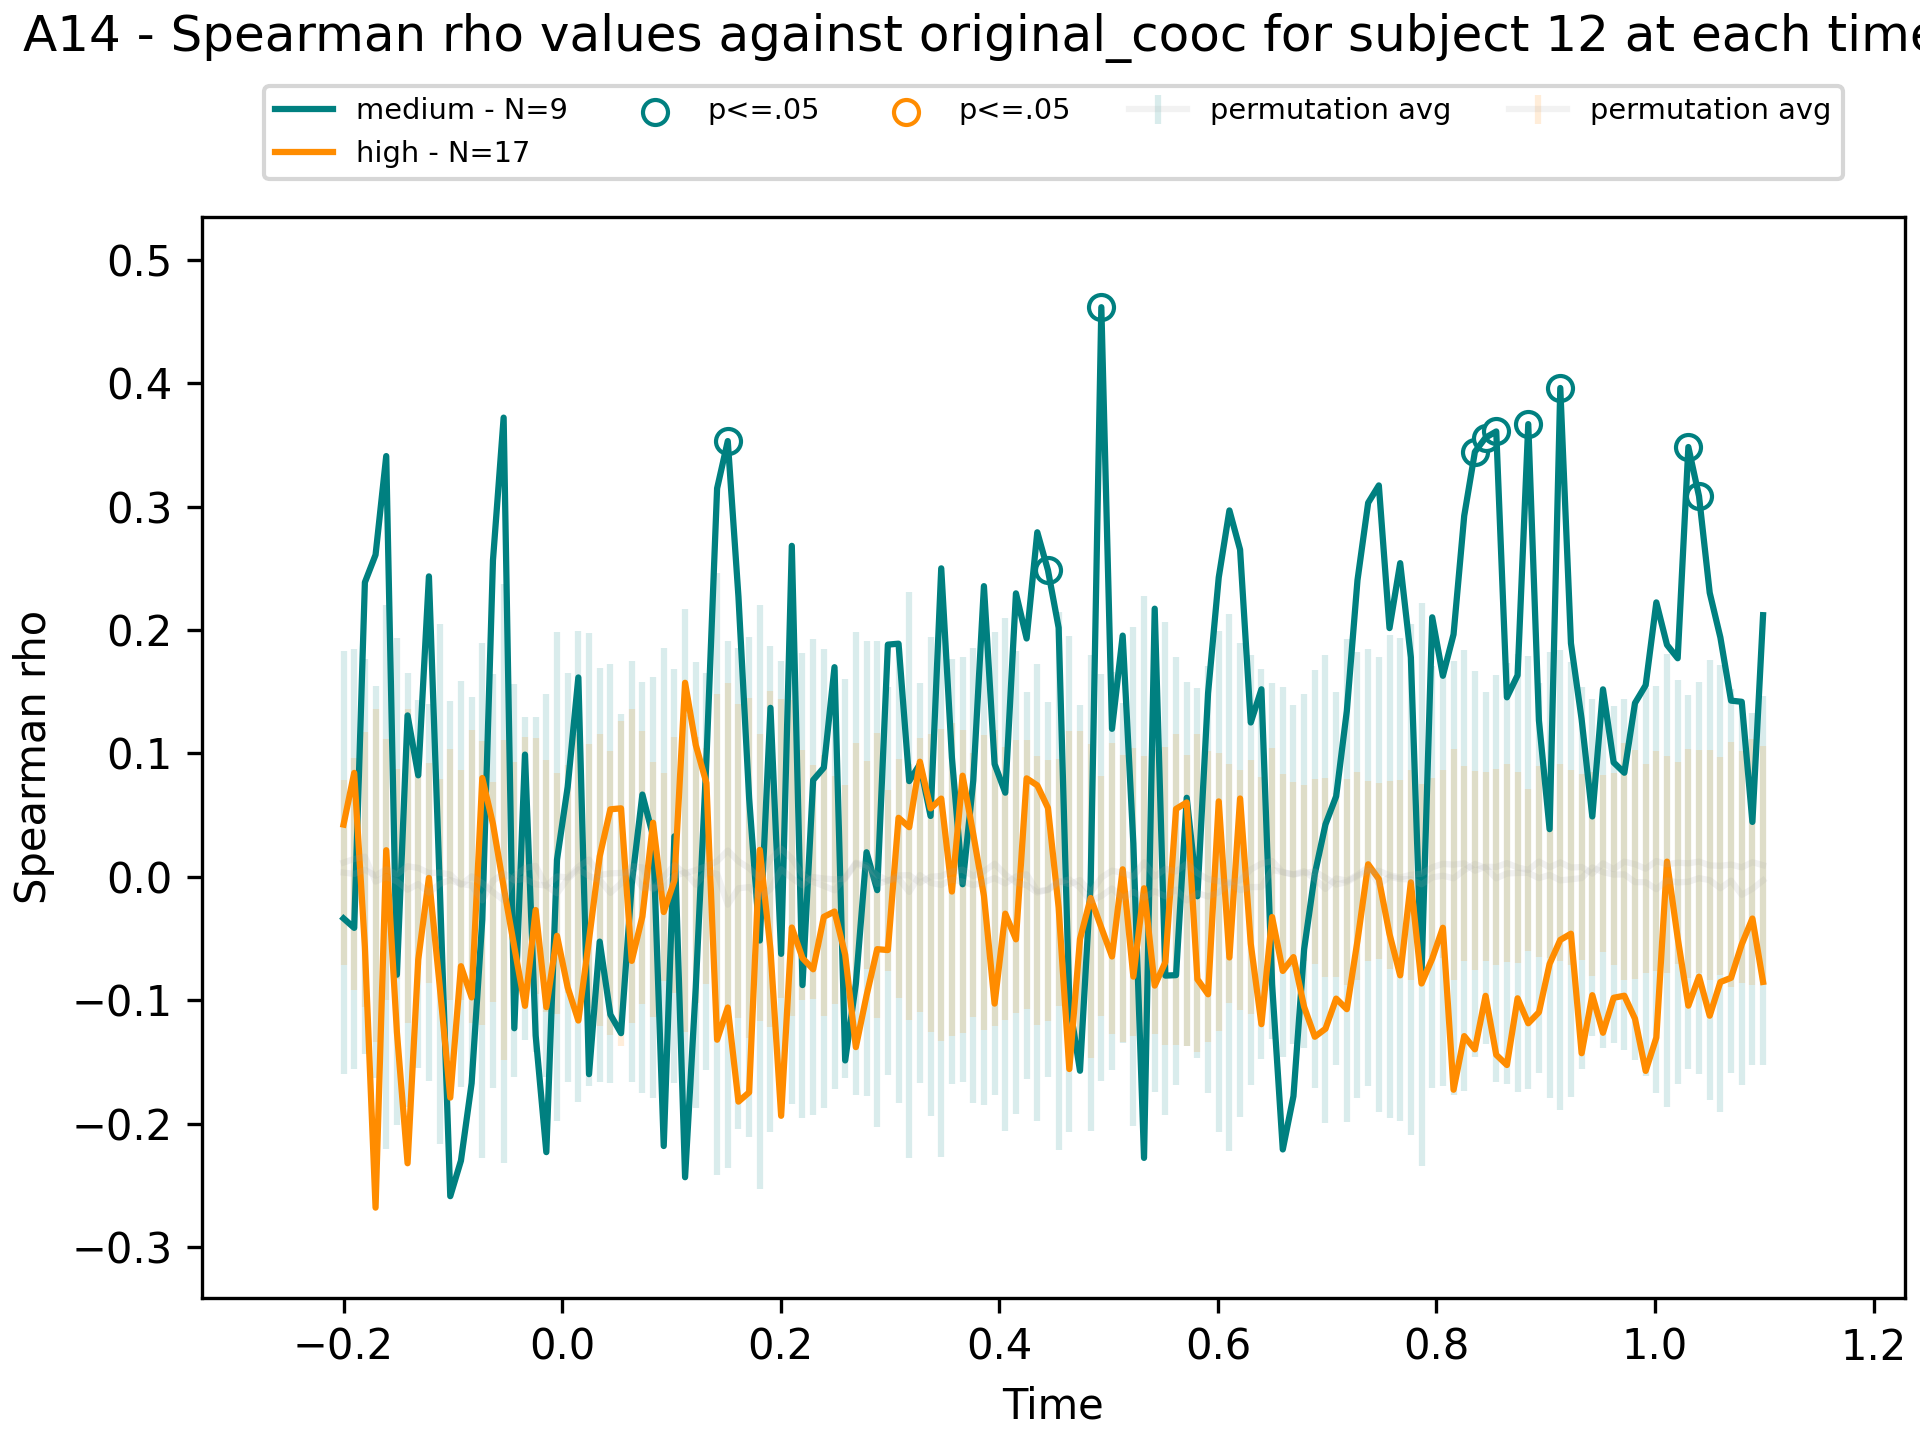 A14 - Spearman rho values against original_cooc for subject 12 at each time
medium - N=9 p<=.05 p<=.05 permutation avg permutation avg
high - N=17
0.5
0.4
0.3
0.2
0.1
0.0
−0.1
−0.2
−0.3
Spearman rho
−0.2 0.0 0.2 0.4 0.6 0.8 1.0 1.2
Time